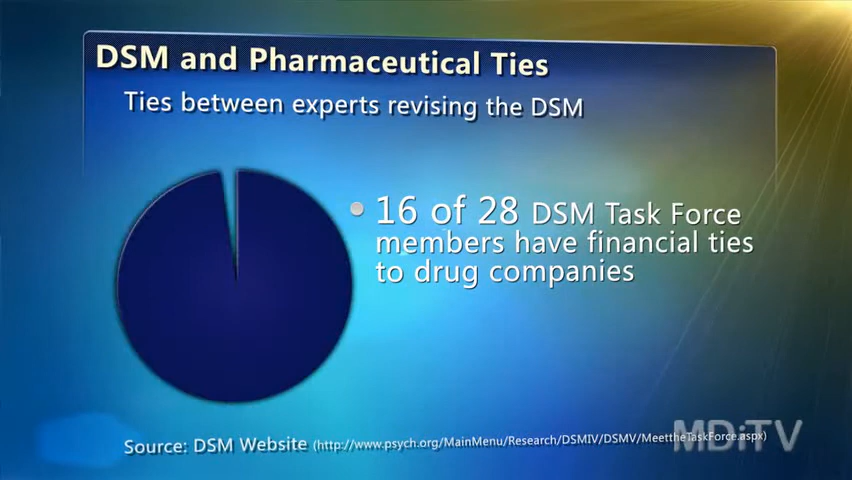 DSM and Pharmaceutical Ties
Ties between experts revising the DSM
16 of 28 DSM Task Force
members have financial ties
to drug companies
MDiTV
Source: DSM Website (http://www.psych.org/MainMenu/Research/DSMIV/DSMV/MeettheTaskForce.aspx)